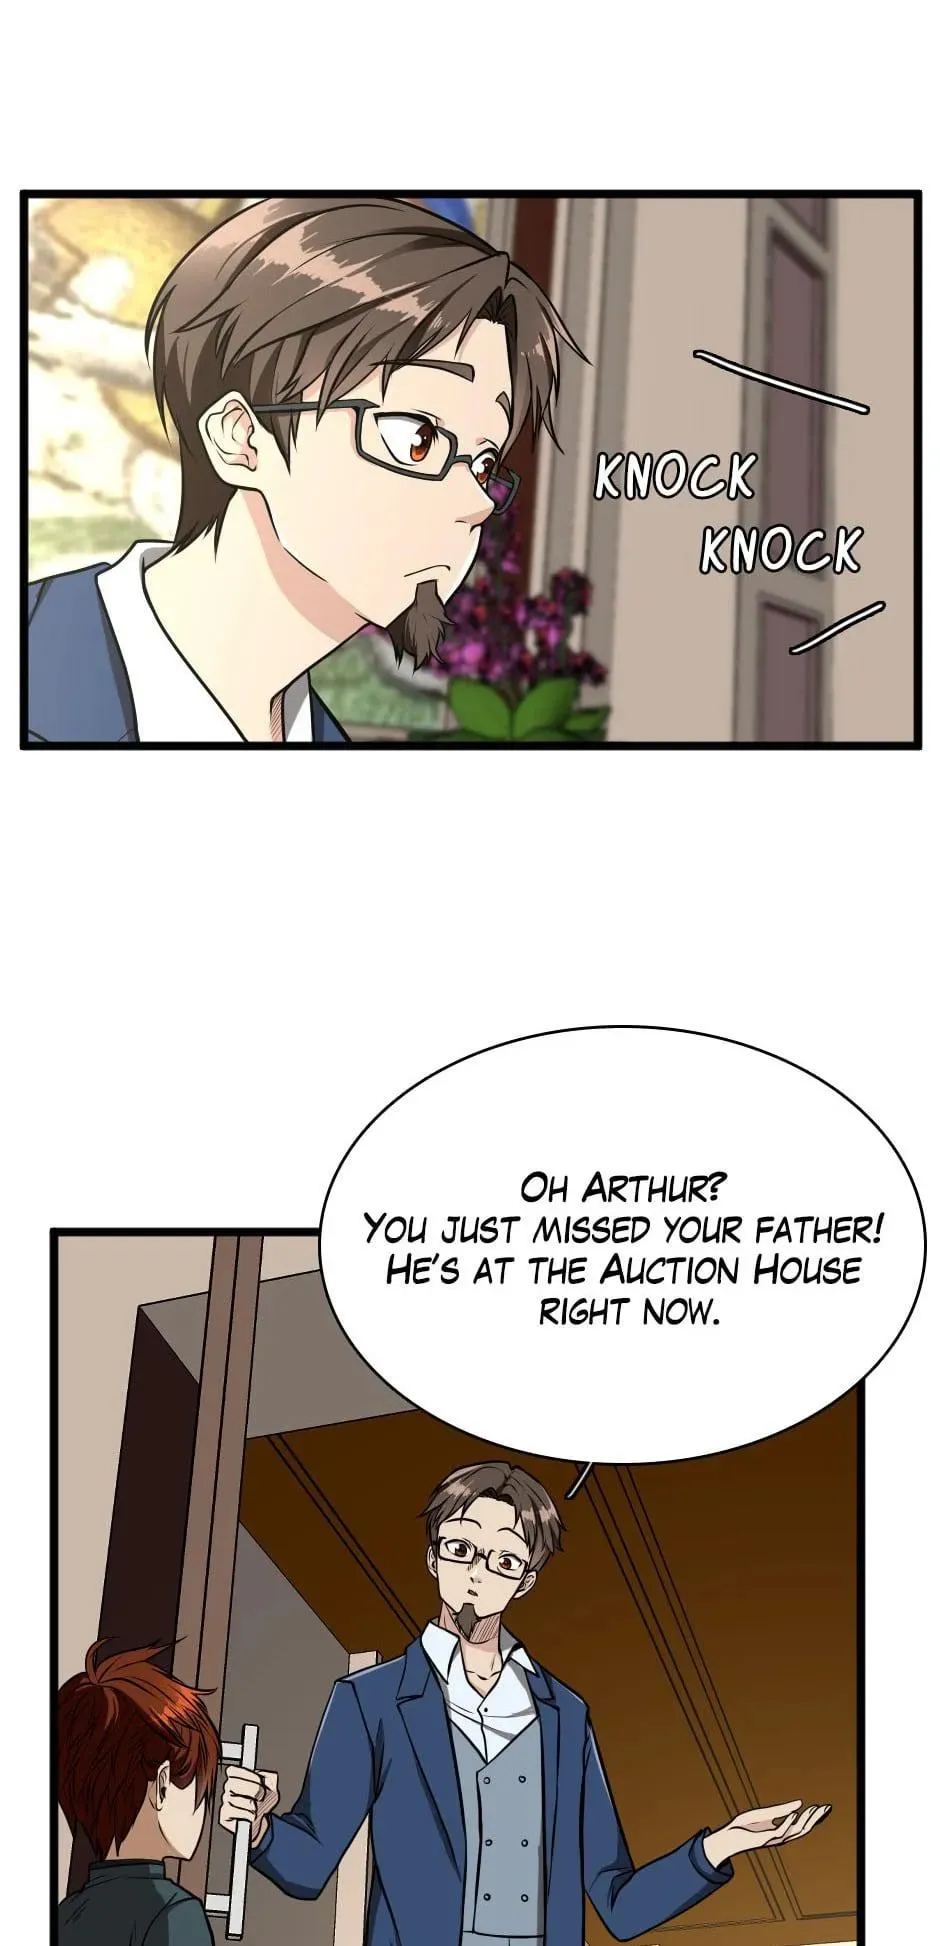 KNOCK
KNOCK
OH ARTHUR?
YOU JUST MISSED YOUR FATHER!
HE'S AT THE AUCTION HOUSE
RIGHT NOW.